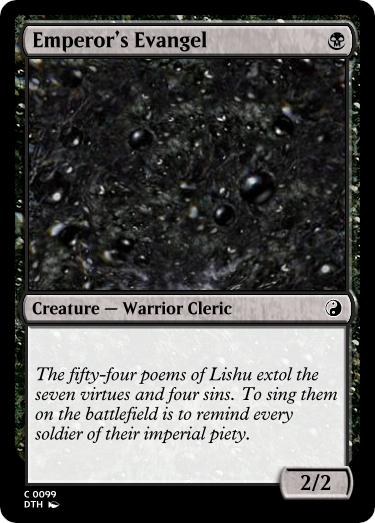 Emperor's Evangel
Creature — Warrior Cleric
The fifty-four poems of Lishu extol the
seven virtues and four sins. To sing them
on the battlefield is to remind every
soldier of their imperial piety.
2/2
C 0099
DTH